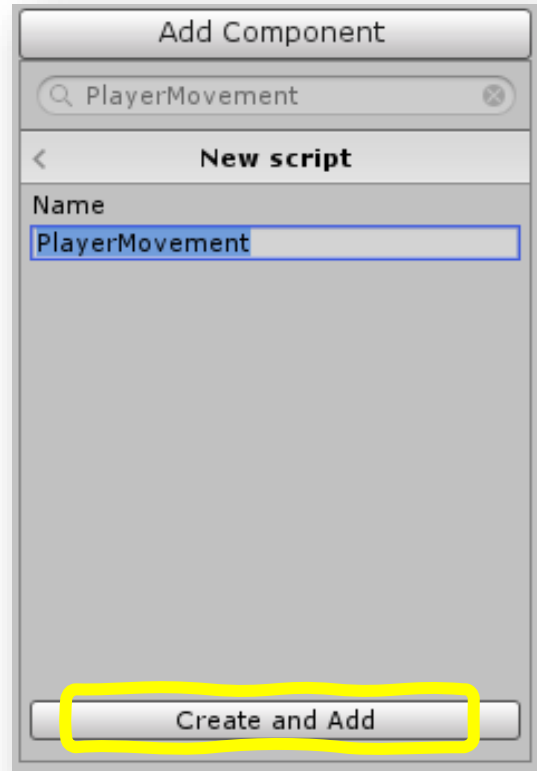 Add Component
PlayerMovement
New script
Name
PlayerMovement
Create and Add